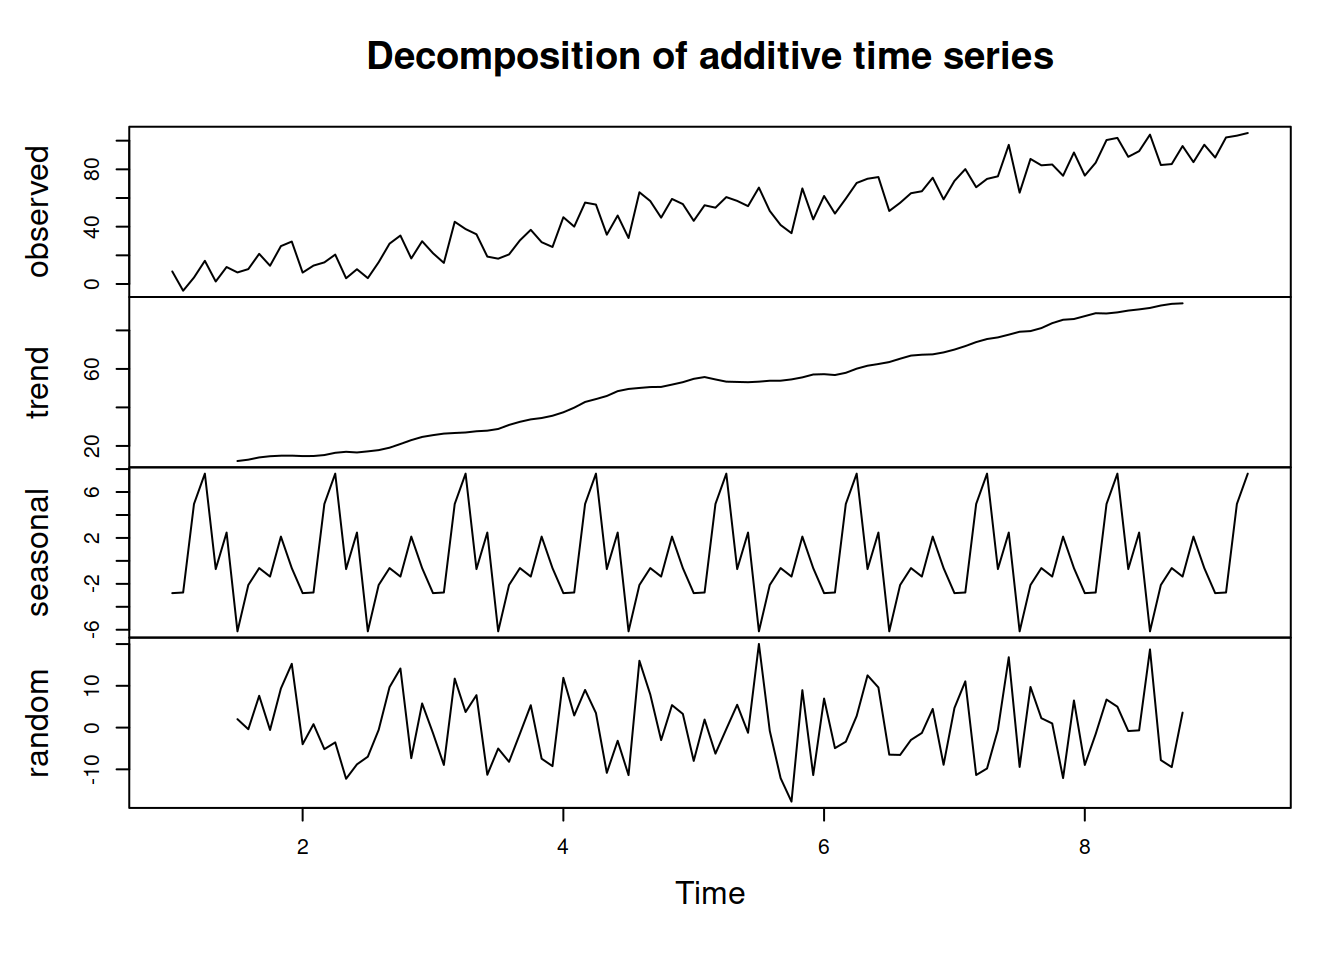 Decomposition of additive time series
observed
0 40 80
trend
20 60
seasonal
-6 -2 2 6
random
-10 0 10
2 4 6 8
Time